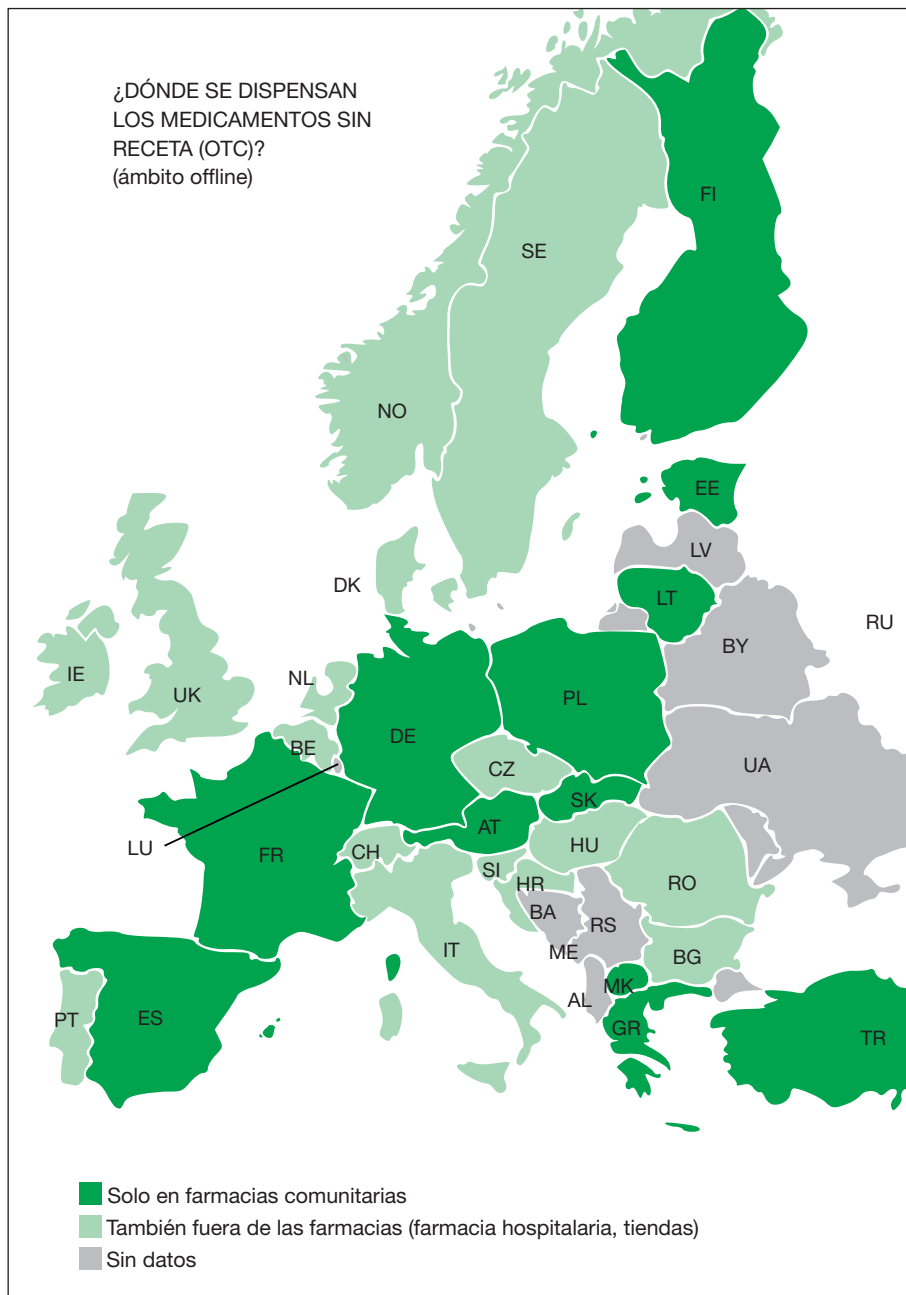 ¿DÓNDE SE DISPENSAN
LOS MEDICAMENTOS SIN
RECETA (OTC)?
(ámbito offline)
FI
SE
NO
EE
LV
DK
LT
RU
BY
IE
NL
UK
PL
BE
DE
CZ
UA
SK
AT
LU
FR
CH
HU
SI
HR
RO
BA
RS
IT
ME
BG
MK
AL
PT
ES
GR
TR
Solo en farmacias comunitarias
También fuera de las farmacias (farmacia hospitalaria, tiendas)
Sin datos